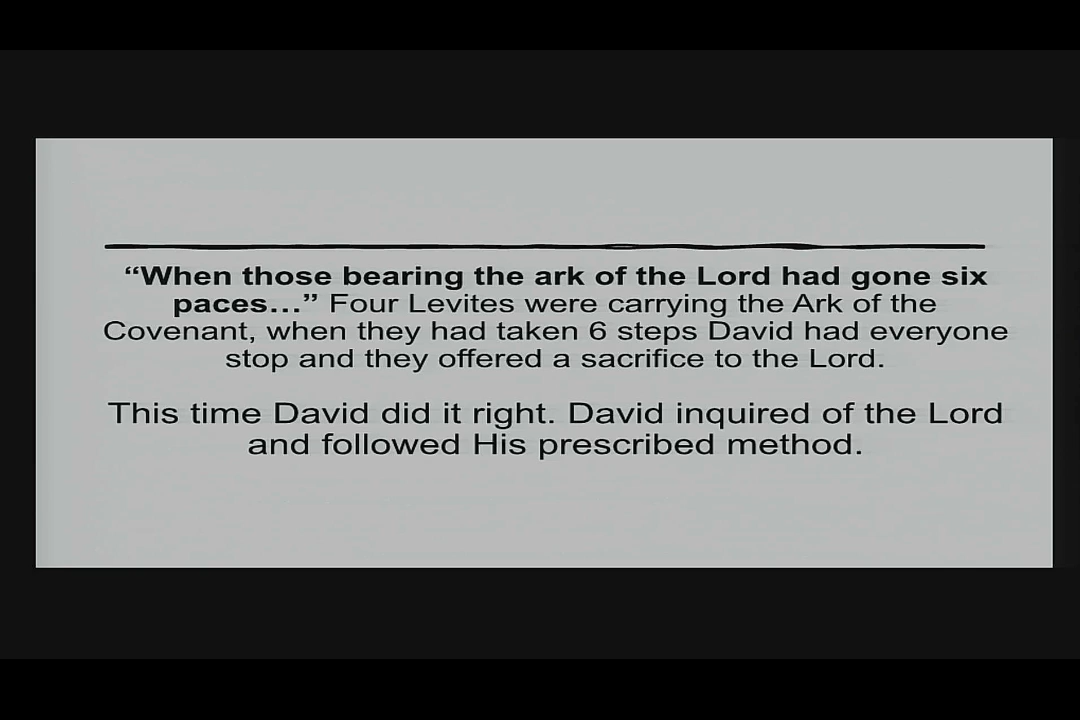 “When those bearing the ark of the Lord had gone six
paces…” Four Levites were carrying the Ark of the
Covenant, when they had taken 6 steps David had everyone
stop and they offered a sacrifice to the Lord.
This time David did it right. David inquired of the Lord
and followed His prescribed method.